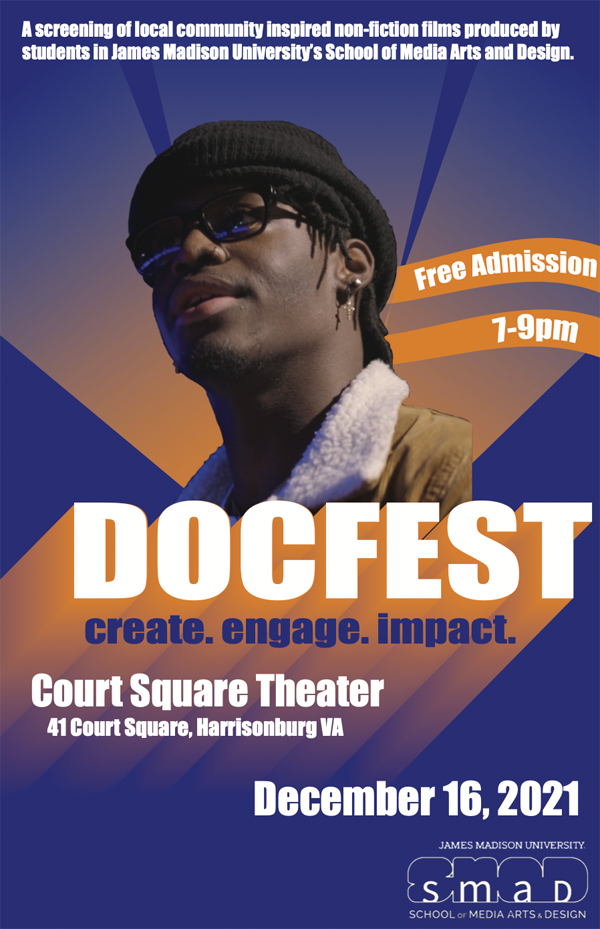 A screening of local community inspired non-fiction films produced by
students in James Madison University's School of Media Arts and Design.
Free Admission
7-9pm
DOCFEST
create. engage. impact.
Court Square Theater
41 Court Square, Harrisonburg VA
December 16, 2021
JAMES MADISON UNIVERSITY.
smaD
SCHOOL OF MEDIA ARTS & DESIGN